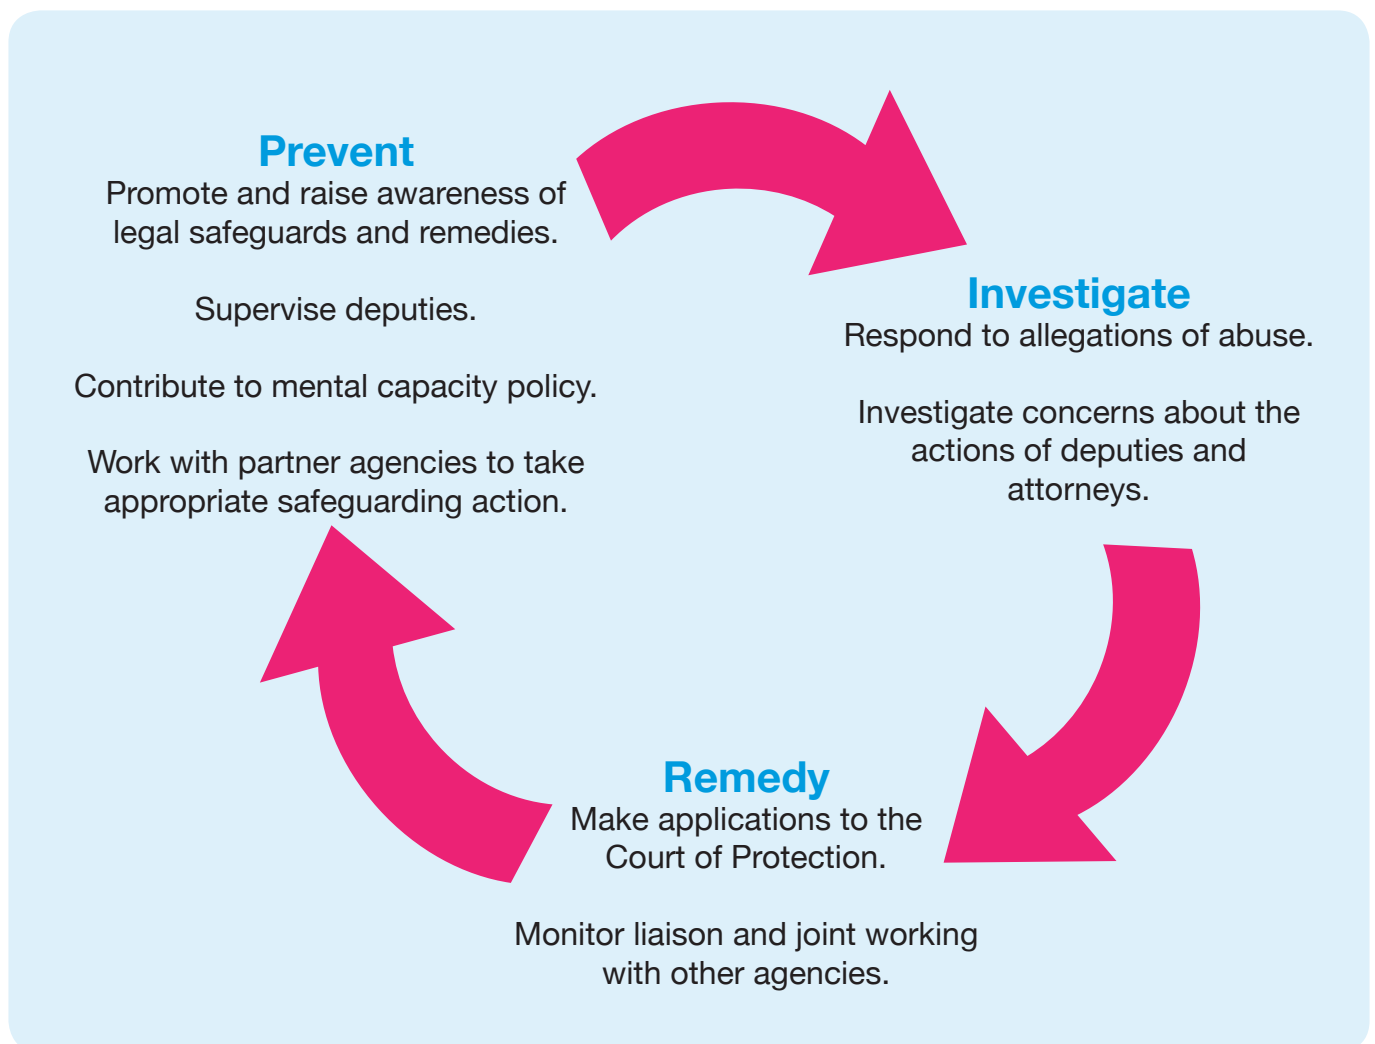 Prevent
Promote and raise awareness of
legal safeguards and remedies.
Supervise deputies.
Contribute to mental capacity policy.
Work with partner agencies to take
appropriate safeguarding action.
Investigate
Respond to allegations of abuse.
Investigate concerns about the
actions of deputies and
attorneys.
Remedy
Make applications to the
Court of Protection.
Monitor liaison and joint working
with other agencies.